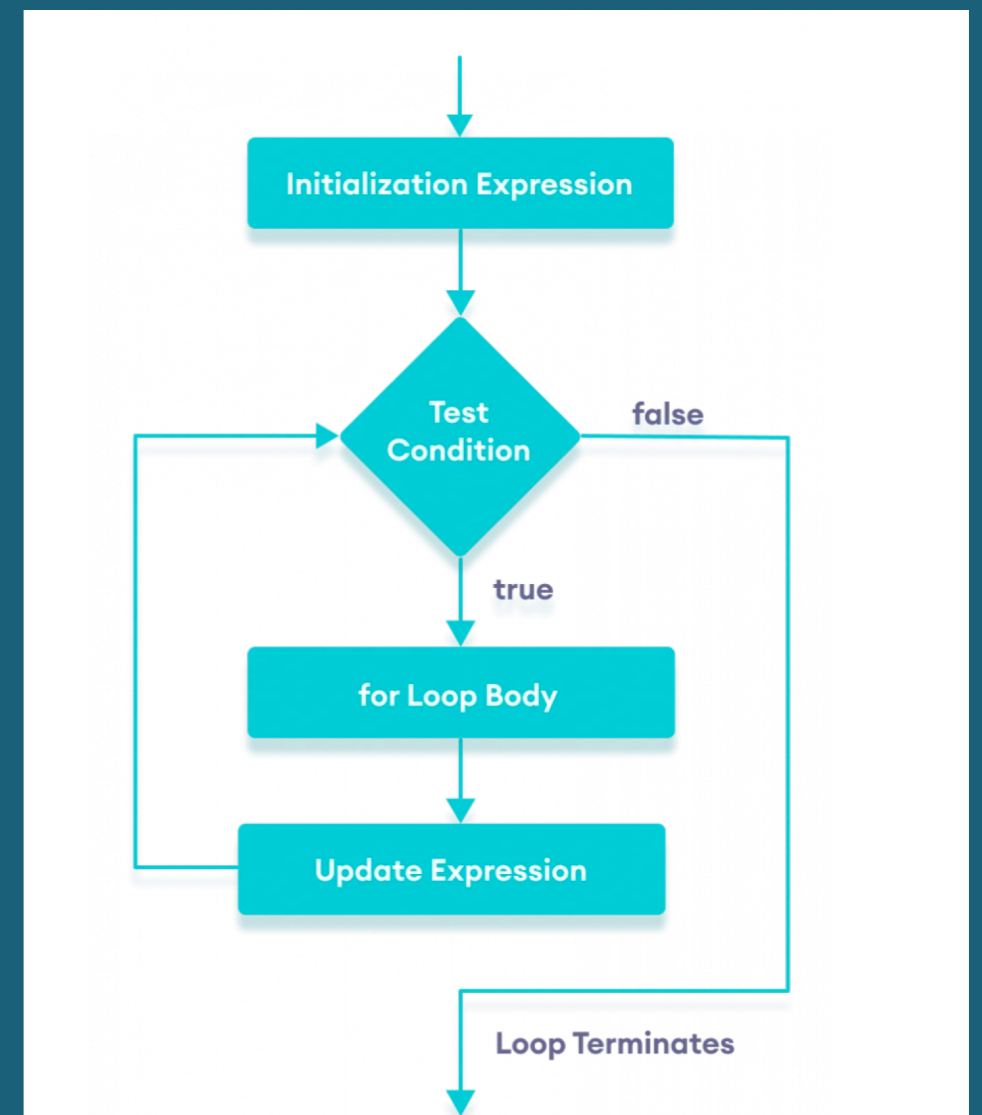 Initialization Expression
Test
Condition
false
true
for Loop Body
Update Expression
Loop Terminates